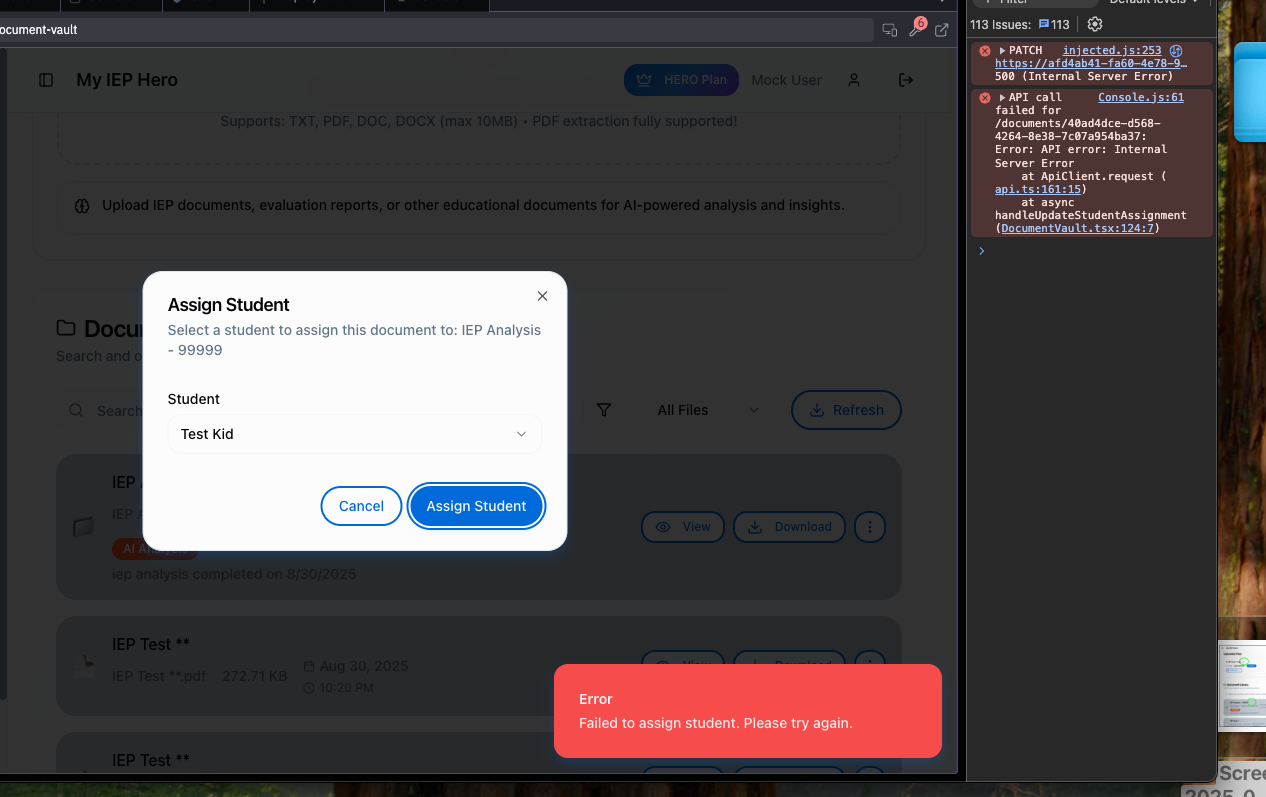 Filter
Default levels
ocument-vault
6
113 Issues: 113
My IEP Hero
HERO Plan
Mock User
Supports: TXT, PDF, DOC, DOCX (max 10MB) • PDF extraction fully supported!
Upload IEP documents, evaluation reports, or other educational documents for AI-powered analysis and insights.
Assign Student
Select a student to assign this document to: IEP Analysis
- 99999
Student
Test Kid
Cancel
Assign Student
Docu
Search and o
Search
All Files
Refresh
IEP
IEP
AI Analysis
iep analysis completed on 8/30/2025
View
Download
IEP Test **
IEP Test **.pdf
272.71 KB
Aug 30, 2025
10:20 PM
View
Download
IEP Test **
Error
Failed to assign student. Please try again.
PATCH injected.js:253
https://afd4ab41-fa60-4e78-9…
500 (Internal Server Error)
API call Console.js:61
failed for
/documents/40ad4dce-d568-
4264-8e38-7c07a954ba37:
Error: API error: Internal
Server Error
at ApiClient.request (
api.ts:161:15)
at async
handleUpdateStudentAssignment
(DocumentVault.tsx:124:7)
Scree
2025-0